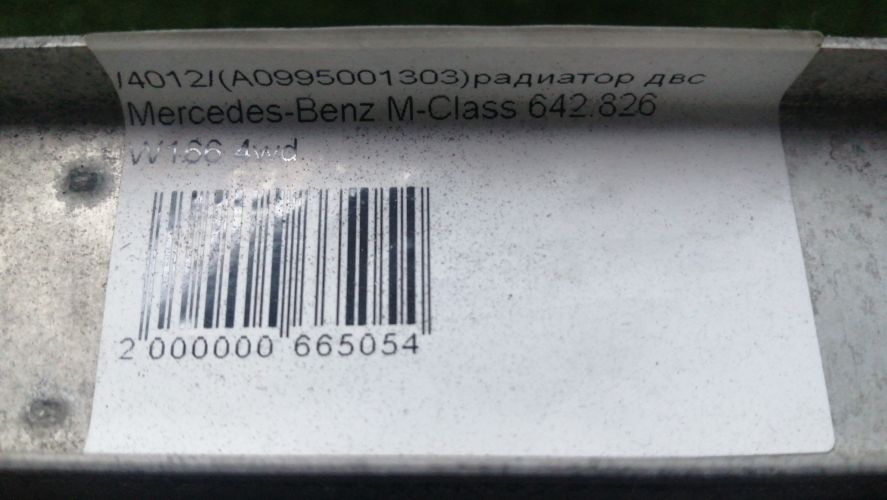 I4012I(A0995001303)радиатор двс
Mercedes-Benz M-Class 642.826
W166 4wd
2 000000 665054